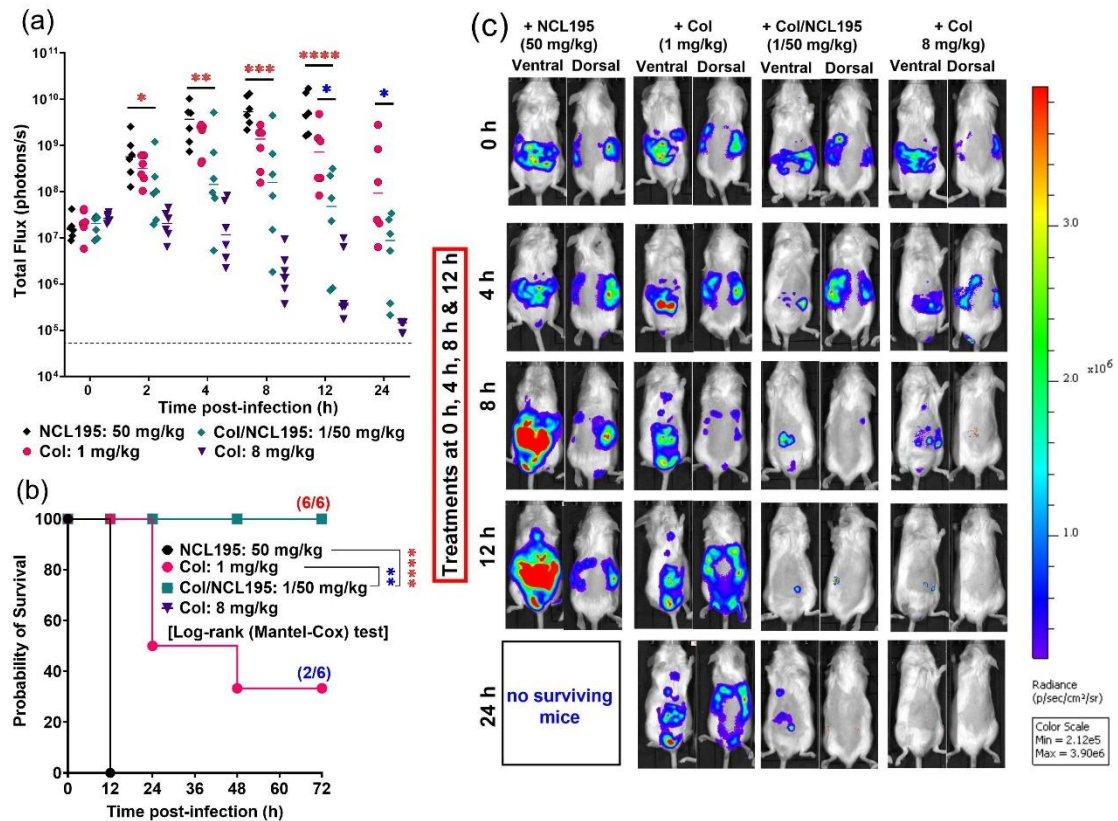 (a)
10¹¹
10¹⁰
10⁹
10⁸
10⁷
10⁶
10⁵
10⁴
Total Flux (photons/s)
*
**
***
****
*
*
0
2
4
8
12
24
Time post-infection (h)
NCL195: 50 mg/kg
Col/NCL195: 1/50 mg/kg
Col: 1 mg/kg
Col: 8 mg/kg
(b)
100
80
60
40
20
0
Probability of Survival
(6/6)
NCL195: 50 mg/kg
Col: 1 mg/kg
Col/NCL195: 1/50 mg/kg
Col: 8 mg/kg
**
****
[Log-rank (Mantel-Cox) test]
(2/6)
0
12
24
36
48
60
72
Time post-infection (h)
Treatments at 0 h, 4 h, 8 h & 12 h
(c)
+ NCL195
(50 mg/kg)
+ Col
(1 mg/kg)
+ Col/NCL195
(1/50 mg/kg)
+ Col
8 mg/kg)
Ventral Dorsal
Ventral Dorsal
Ventral Dorsal
Ventral Dorsal
0 h
4 h
8 h
12 h
24 h
no surviving
mice
3.0
2.0
x10⁶
1.0
Radiance
(p/sec/cm²/sr)
Color Scale
Min = 2.12e5
Max = 3.90e6